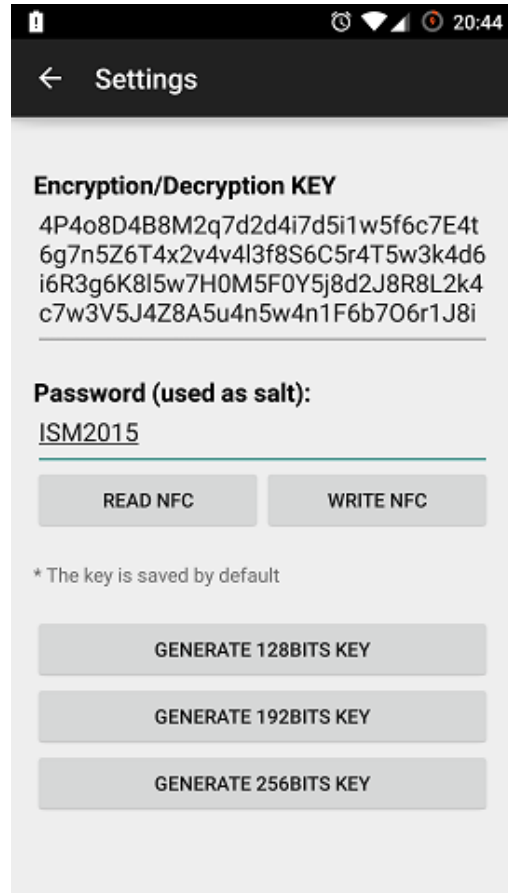 20:44
Settings
Encryption/Decryption KEY
4P4o8D4B8M2q7d2d4i7d5i1w5f6c7E4t
6g7n5Z6T4x2v4v4l3f8S6C5r4T5w3k4d6
i6R3g6K8l5w7H0M5F0Y5j8d2J8R8L2k4
c7w3V5J4Z8A5u4n5w4n1F6b7O6r1J8i
Password (used as salt):
ISM2015
READ NFC WRITE NFC
* The key is saved by default
GENERATE 128BITS KEY
GENERATE 192BITS KEY
GENERATE 256BITS KEY